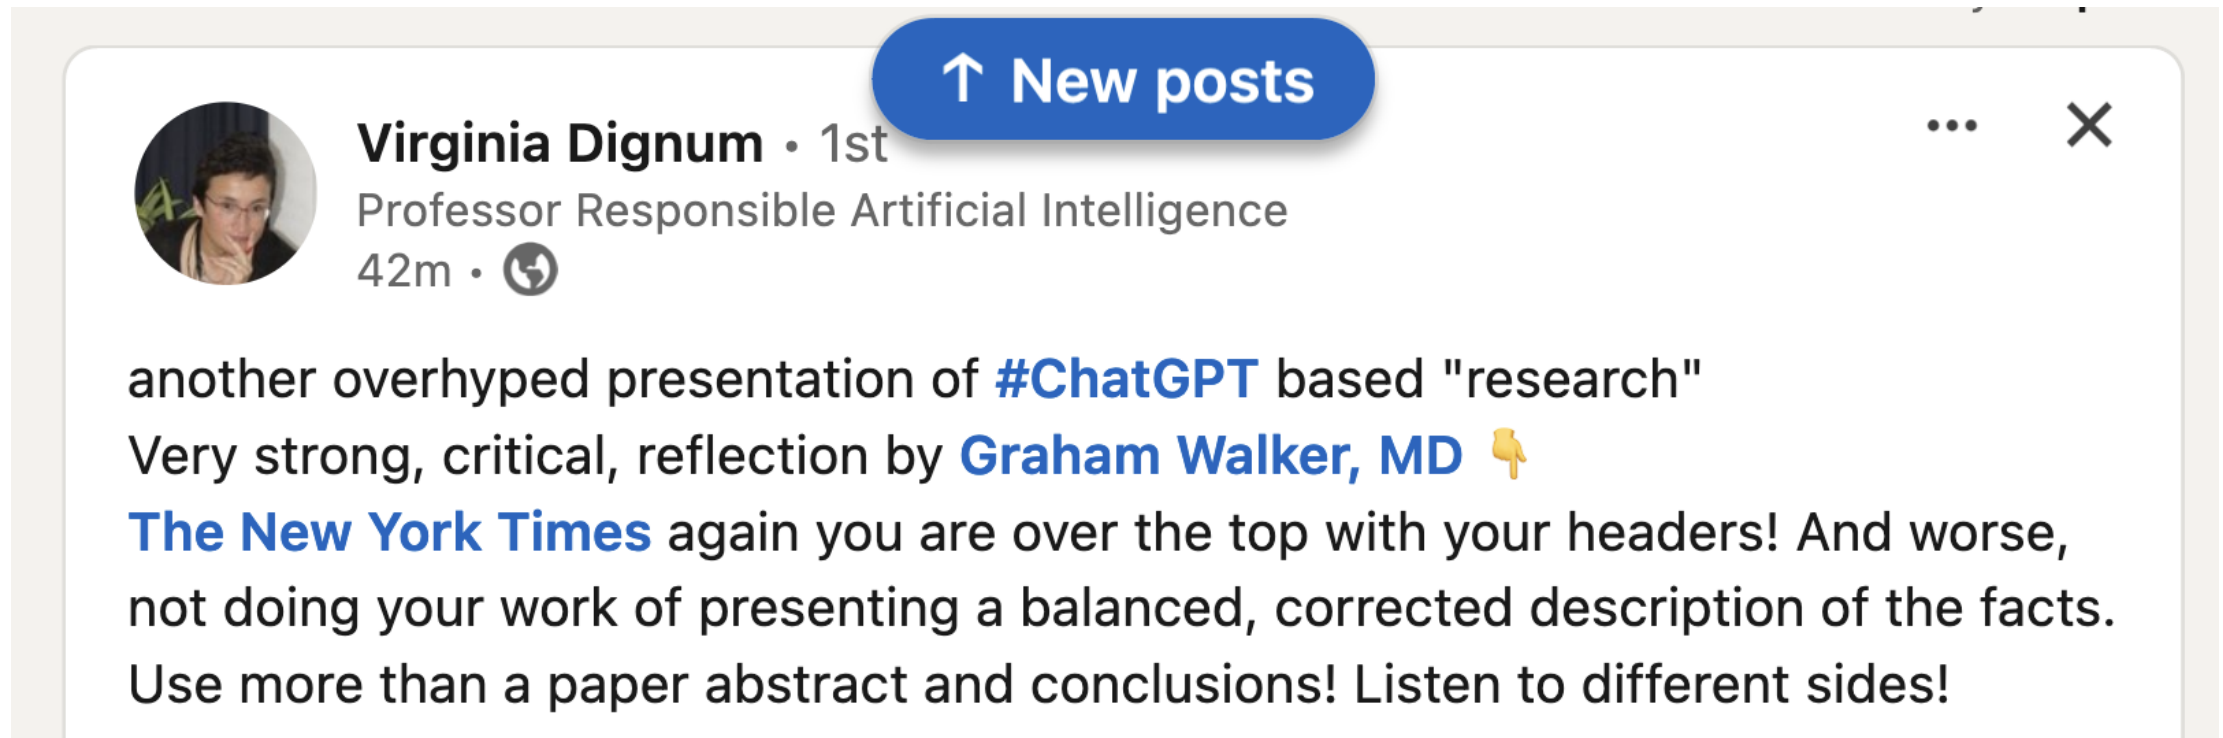 ↑ New posts
Virginia Dignum • 1st
Professor Responsible Artificial Intelligence
42m •
another overhyped presentation of #ChatGPT based "research"
Very strong, critical, reflection by Graham Walker, MD 👇
The New York Times again you are over the top with your headers! And worse,
not doing your work of presenting a balanced, corrected description of the facts.
Use more than a paper abstract and conclusions! Listen to different sides!